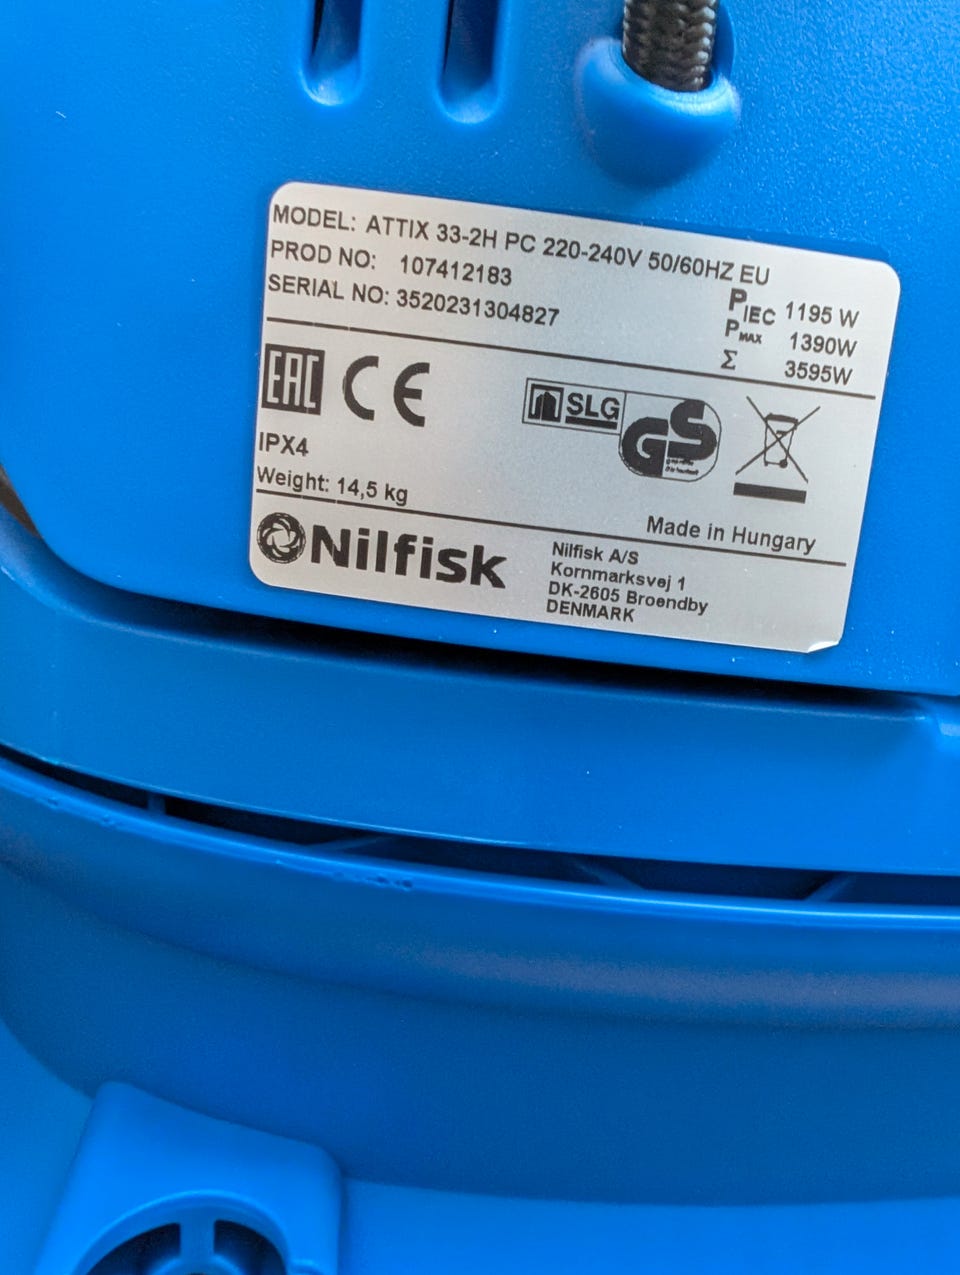 MODEL: ATTIX 33-2H PC 220-240V 50/60HZ EU
PROD NO: 107412183
SERIAL NO: 3520231304827
PIEC 1195 W
PMAX 1390W
Σ 3595W
EAC CE
SLG
GS
IPX4
Weight: 14,5 kg
Made in Hungary
Nilfisk
Nilfisk A/S
Kornmarksvej 1
DK-2605 Broendby
DENMARK